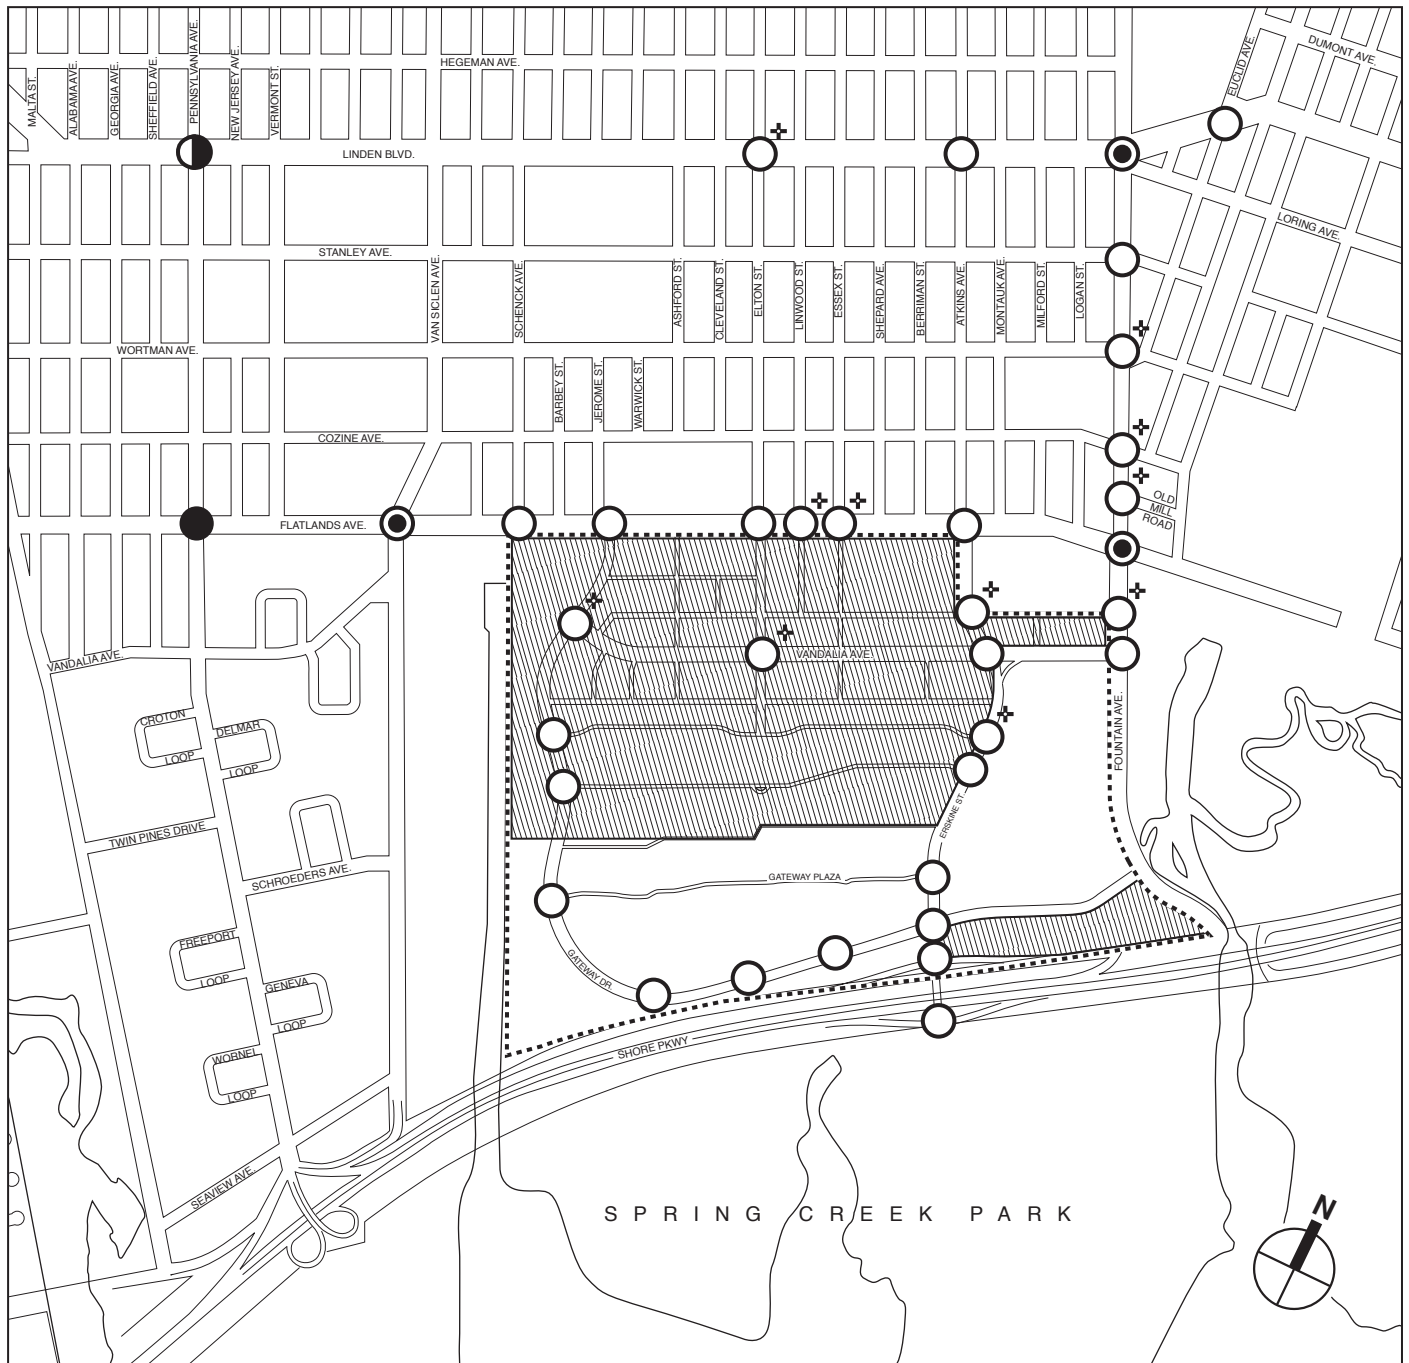 DUMONT AVE.
EUCLID AVE.
HEGEMAN AVE.
MALTA ST.
ALABAMA AVE.
GEORGIA AVE.
SHEFFIELD AVE.
PENNSYLVANIA AVE.
NEW JERSEY AVE.
VERMONT ST.
LINDEN BLVD.
LORING AVE.
STANLEY AVE.
VAN SICLEN AVE.
SCHENCK AVE.
ASHFORD ST.
CLEVELAND ST.
ELTON ST.
LINWOOD ST.
ESSEX ST.
SHEPARD AVE.
BERRIMAN ST.
ATKINS AVE.
MONTAUK AVE.
MILFORD ST.
LOGAN ST.
WORTMAN AVE.
BARBEY ST.
JEROME ST.
WARWICK ST.
COZINE AVE.
OLD
MILL
ROAD
FLATLANDS AVE.
VANDALIA AVE.
VANDALIA AVE.
CROTON
LOOP
DELMAR
LOOP
FOUNTAIN AVE.
ERSKINE ST.
TWIN PINES DRIVE
SCHROEDERS AVE.
GATEWAY PLAZA
FREEPORT
LOOP
GENEVA
LOOP
GATEWAY DR.
WORNEL
LOOP
SHORE PKWY
SEAVIEW AVE.
SPRING CREEK PARK
N